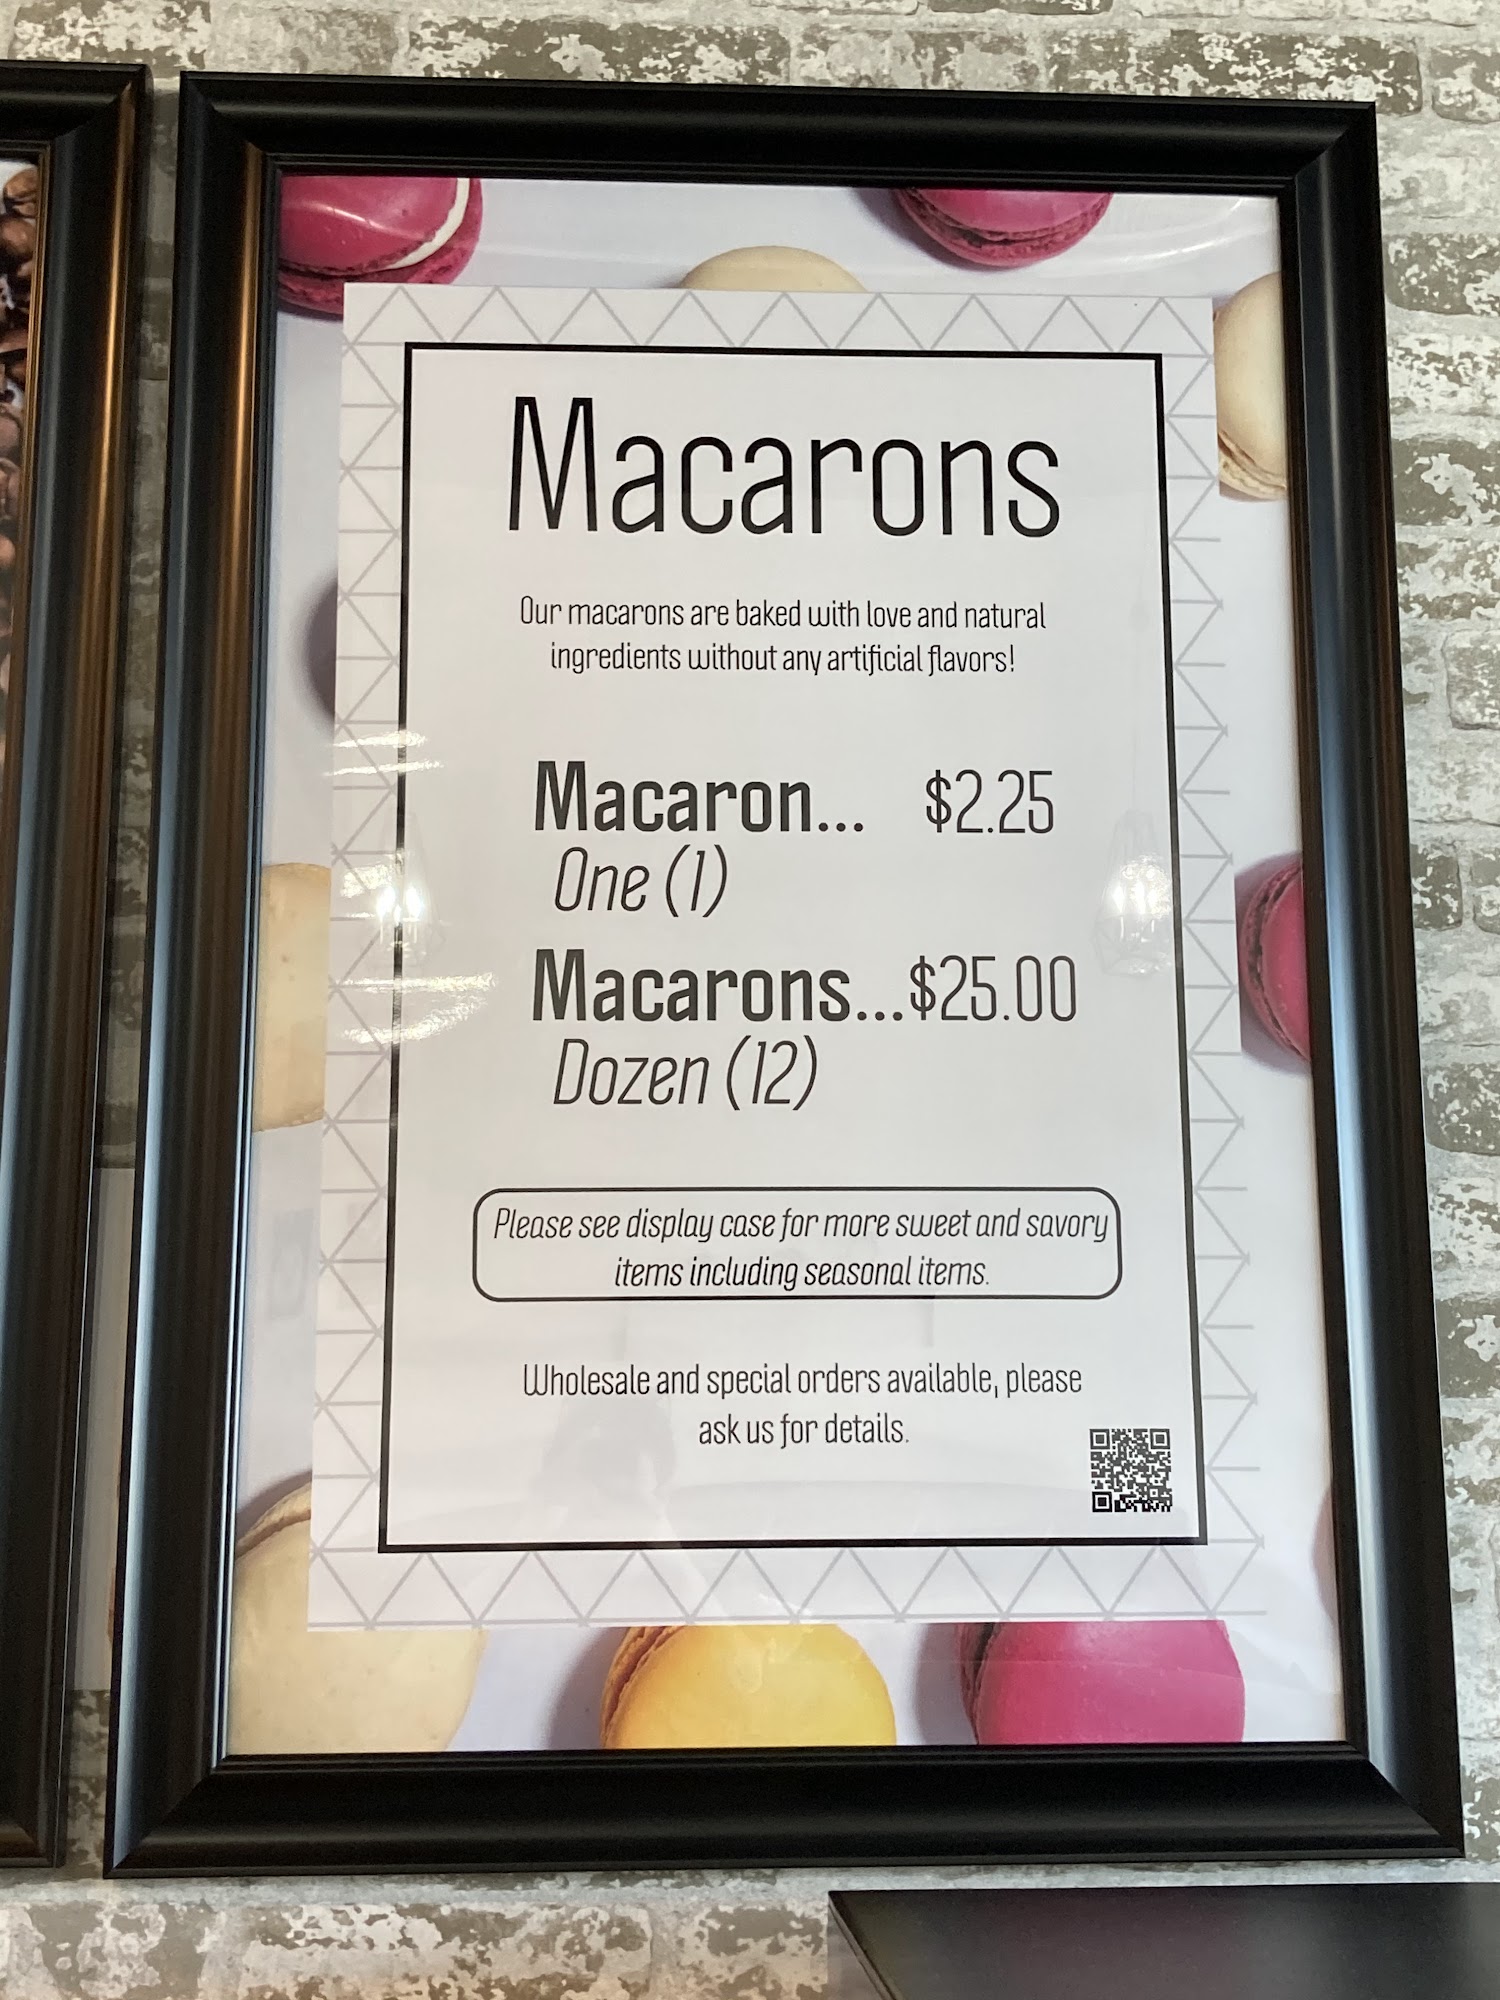 Macarons
Our macarons are baked with love and natural
ingredients without any artificial flavors!
Macaron... $2.25
One (1)
Macarons...$25.00
Dozen (12)
Please see display case for more sweet and savory
items including seasonal items.
Wholesale and special orders available, please
ask us for details.